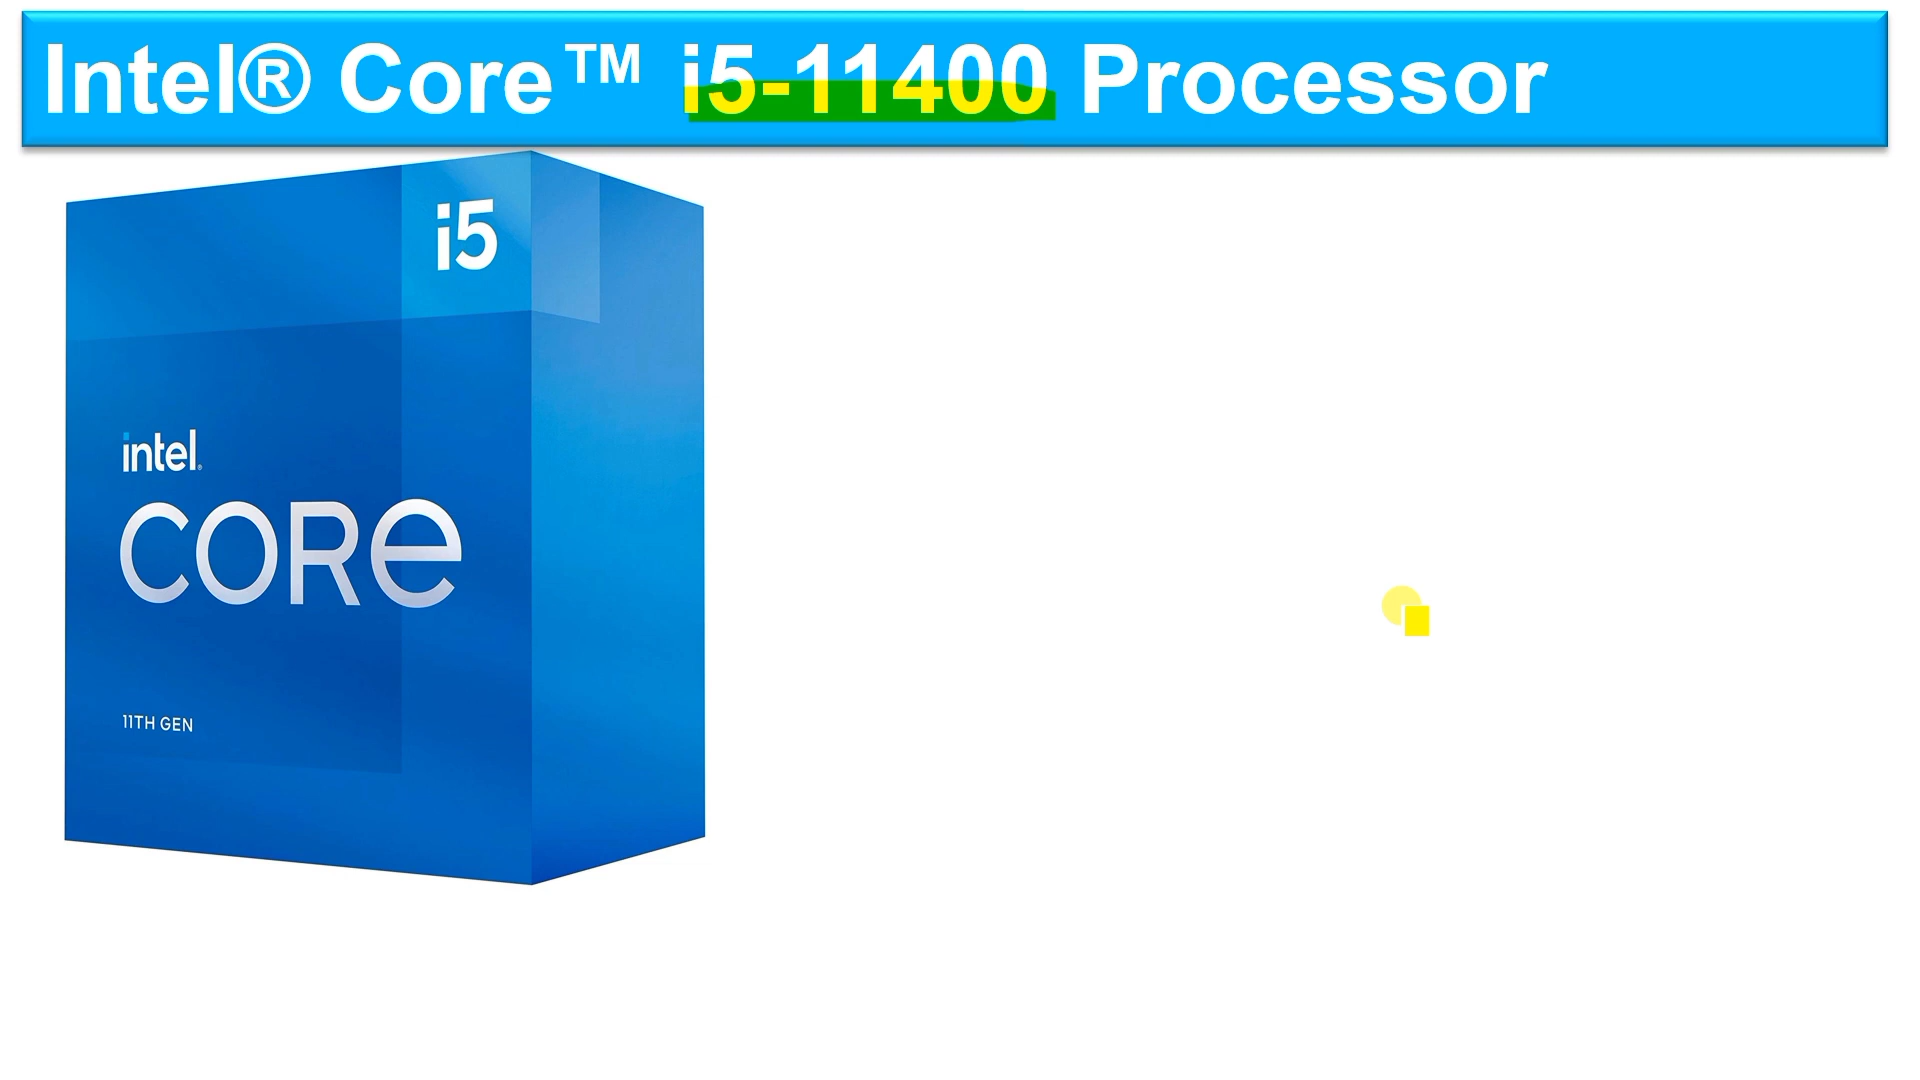 Intel® Core™ i5-11400 Processor
i5
intel®
CORE
11TH GEN